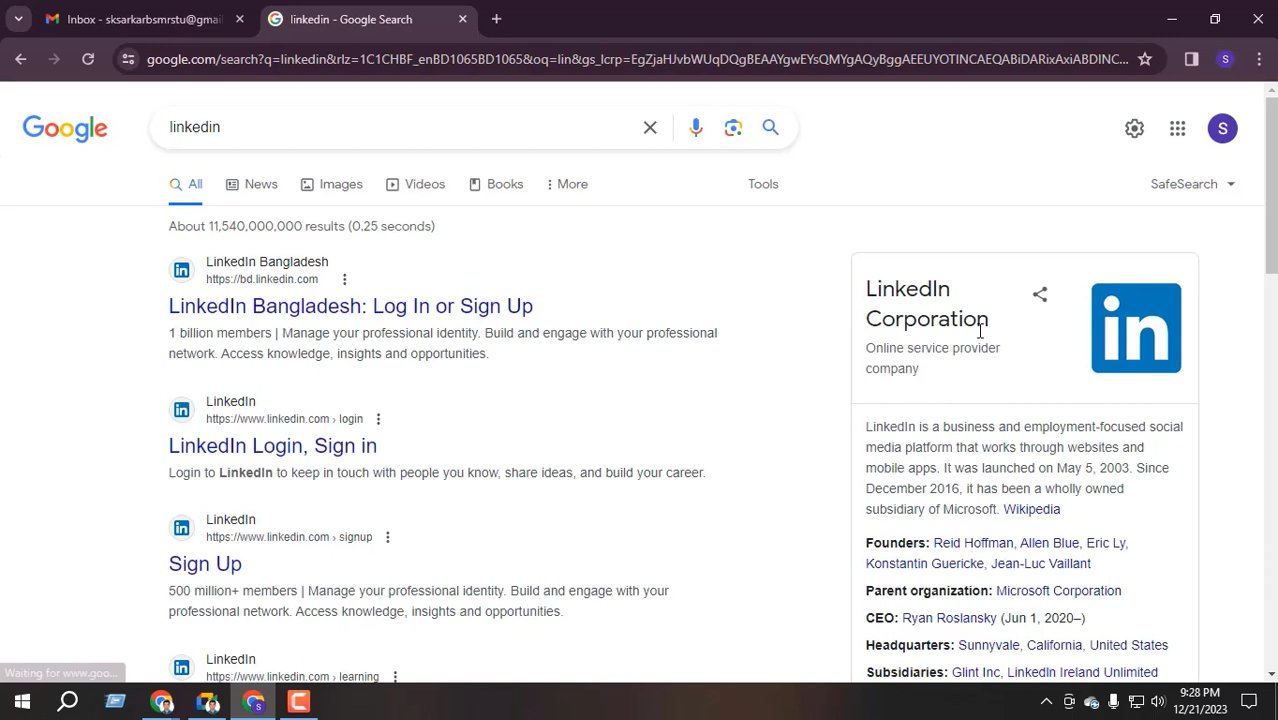 Inbox - sksarkarbsmrstu@gmai
linkedin - Google Search
google.com/search?q=linkedin&rlz=1C1CHBF_enBD1065BD1065&oq=lin&gs_lcrp=EgZjaHJvbWUqDQgBEAAYgwEYsQMYgAQyBggAEEUYOTINCAEQABiDARixAxiABDINC...
S
Google
linkedin
S
All
News
Images
Videos
Books
More
Tools
SafeSearch
About 11,540,000,000 results (0.25 seconds)
LinkedIn Bangladesh
https://bd.linkedin.com
LinkedIn Bangladesh: Log In or Sign Up
1 billion members | Manage your professional identity. Build and engage with your professional
network. Access knowledge, insights and opportunities.
LinkedIn
https://www.linkedin.com › login
LinkedIn Login, Sign in
Login to LinkedIn to keep in touch with people you know, share ideas, and build your career.
LinkedIn
https://www.linkedin.com › signup
Sign Up
500 million+ members | Manage your professional identity. Build and engage with your
professional network. Access knowledge, insights and opportunities.
LinkedIn
https://www.linkedin.com › learning
LinkedIn
Corporation
Online service provider
company
in
LinkedIn is a business and employment-focused social
media platform that works through websites and
mobile apps. It was launched on May 5, 2003. Since
December 2016, it has been a wholly owned
subsidiary of Microsoft. Wikipedia
Founders: Reid Hoffman, Allen Blue, Eric Ly,
Konstantin Guericke, Jean-Luc Vaillant
Parent organization: Microsoft Corporation
CEO: Ryan Roslansky (Jun 1, 2020–)
Headquarters: Sunnyvale, California, United States
Subsidiaries: Glint Inc, LinkedIn Ireland Unlimited
Waiting for www.goo...
9:28 PM
12/21/2023